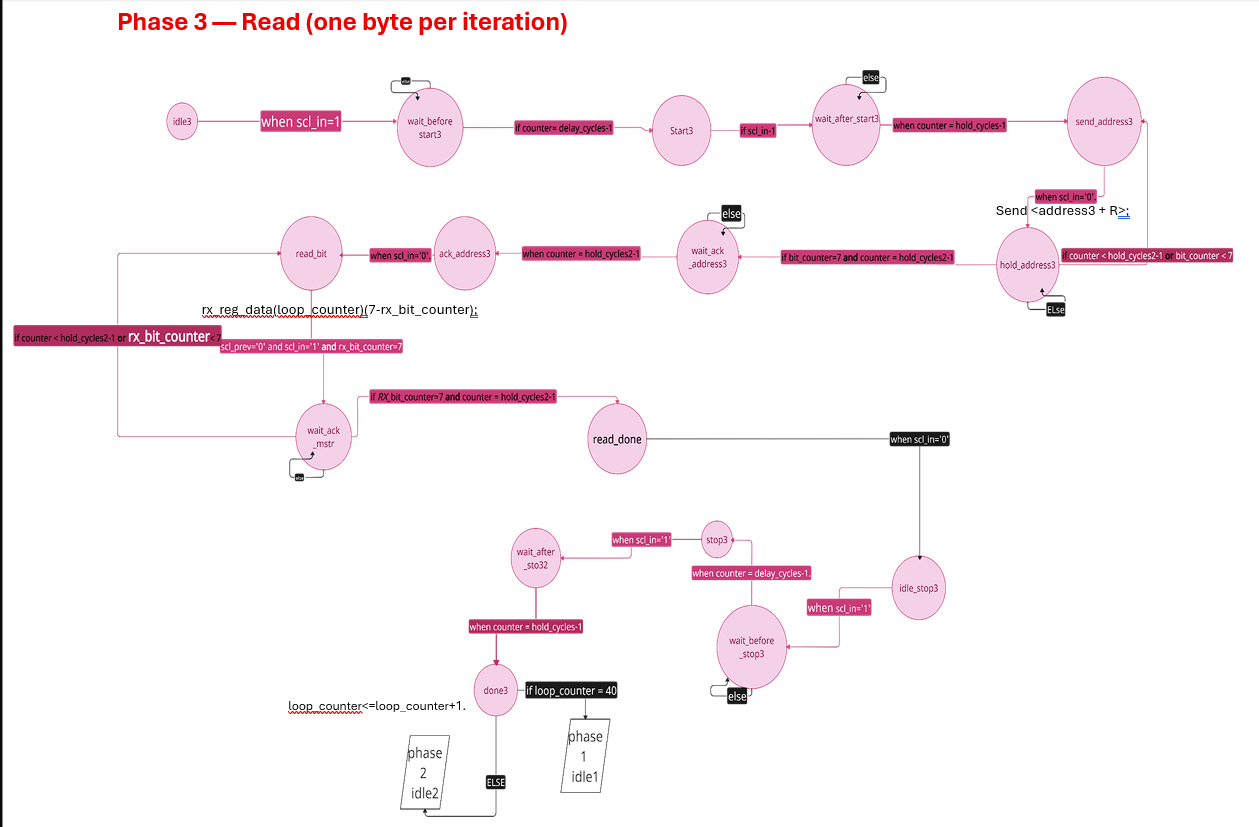 Phase 3 — Read (one byte per iteration)
idle3
when scl_in=1
else
wait_before
start3
if counter= delay_cycles-1
Start3
if scl_in-1
else
wait_after_start3
when counter = hold_cycles-1
send_address3
when scl_in='0'.
Send <address3 + R>;
read_bit
when scl_in='0'.
ack_address3
when counter = hold_cycles2-1
else
wait_ack
_address3
if bit_counter=7 and counter = hold_cycles2-1
hold_address3
if counter < hold_cycles2-1 or bit_counter < 7
ELse
rx_reg_data(loop_counter)(7-rx_bit_counter);
if counter < hold_cycles2-1 or rx_bit_counter< 7
scl_prev='0' and scl_in='1' and rx_bit_counter=7
if RX_bit_counter=7 and counter = hold_cycles2-1
wait_ack
_mstr
else
read_done
when scl_in='0'
wait_after
_sto32
when scl_in='1'
stop3
when counter = delay_cycles-1.
idle_stop3
when scl_in='1'
when counter = hold_cycles-1
wait_before
_stop3
else
done3
if loop_counter = 40
loop_counter<=loop_counter+1.
phase
1
idle1
phase
2
idle2
ELSE